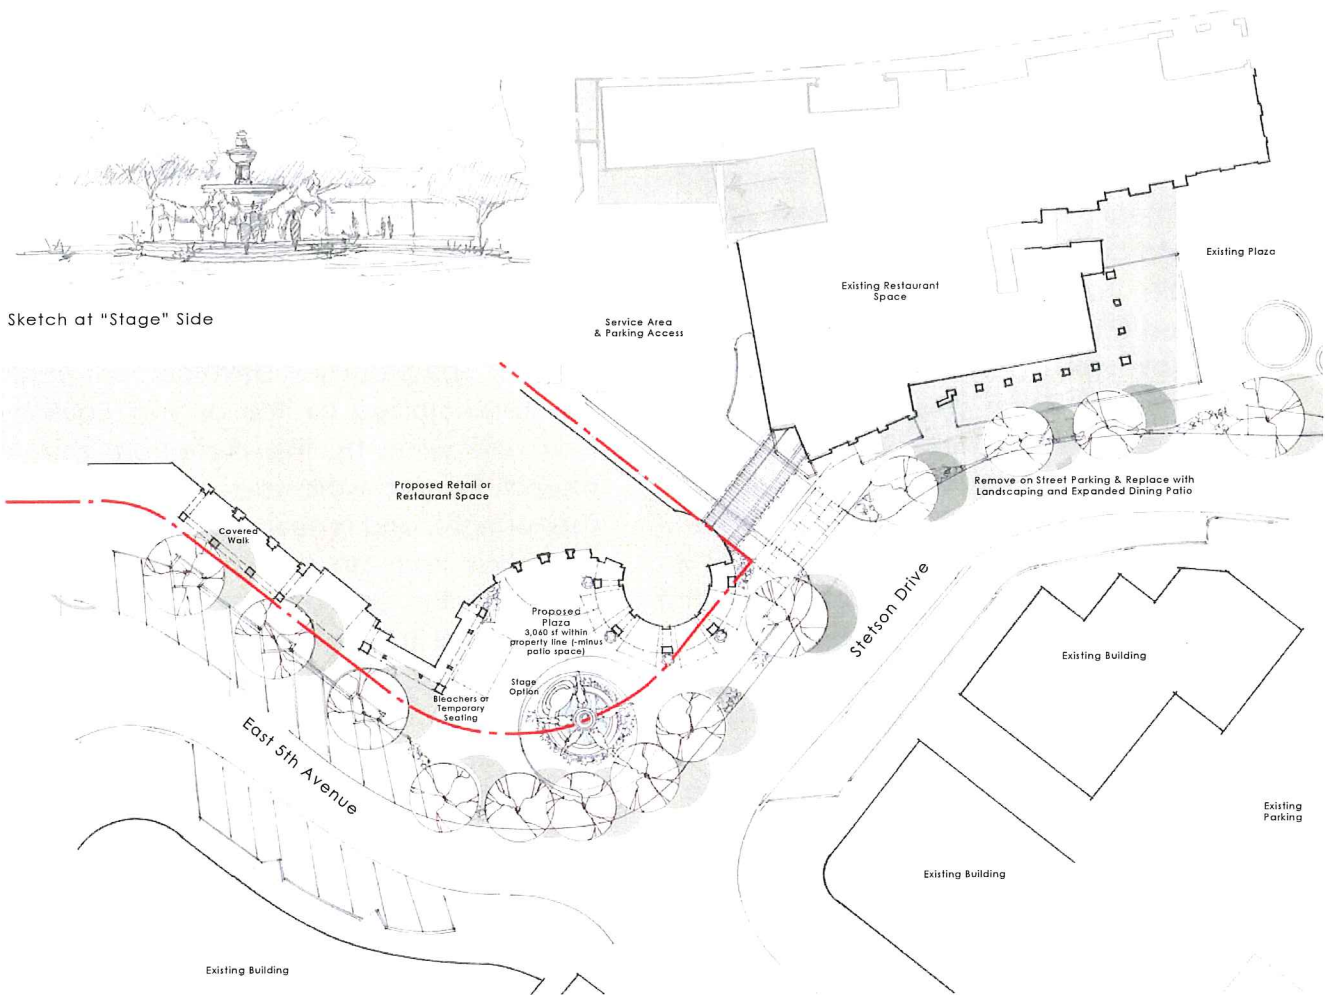 Sketch at "Stage" Side
Existing Plaza
Existing Restaurant
Space
Service Area
& Parking Access
Proposed Retail or
Restaurant Space
Remove on Street Parking & Replace with
Landscaping and Expanded Dining Patio
Covered
Walk
Proposed
Plaza
3,060 sf within
property line (-minus
patio space)
Stage
Option
Bleachers or
Temporary
Seating
Stetson Drive
East 5th Avenue
Existing Building
Existing
Parking
Existing Building
Existing Building